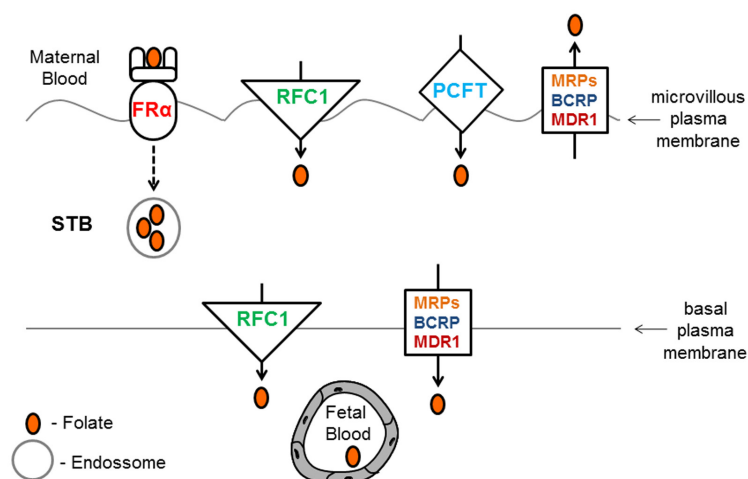 Maternal
Blood
FRα
RFC1
PCFT
MRPs
BCRP
MDR1
microvillous
plasma
membrane
STB
RFC1
MRPs
BCRP
MDR1
basal
plasma
membrane
Fetal
Blood
- Folate
- Endossome